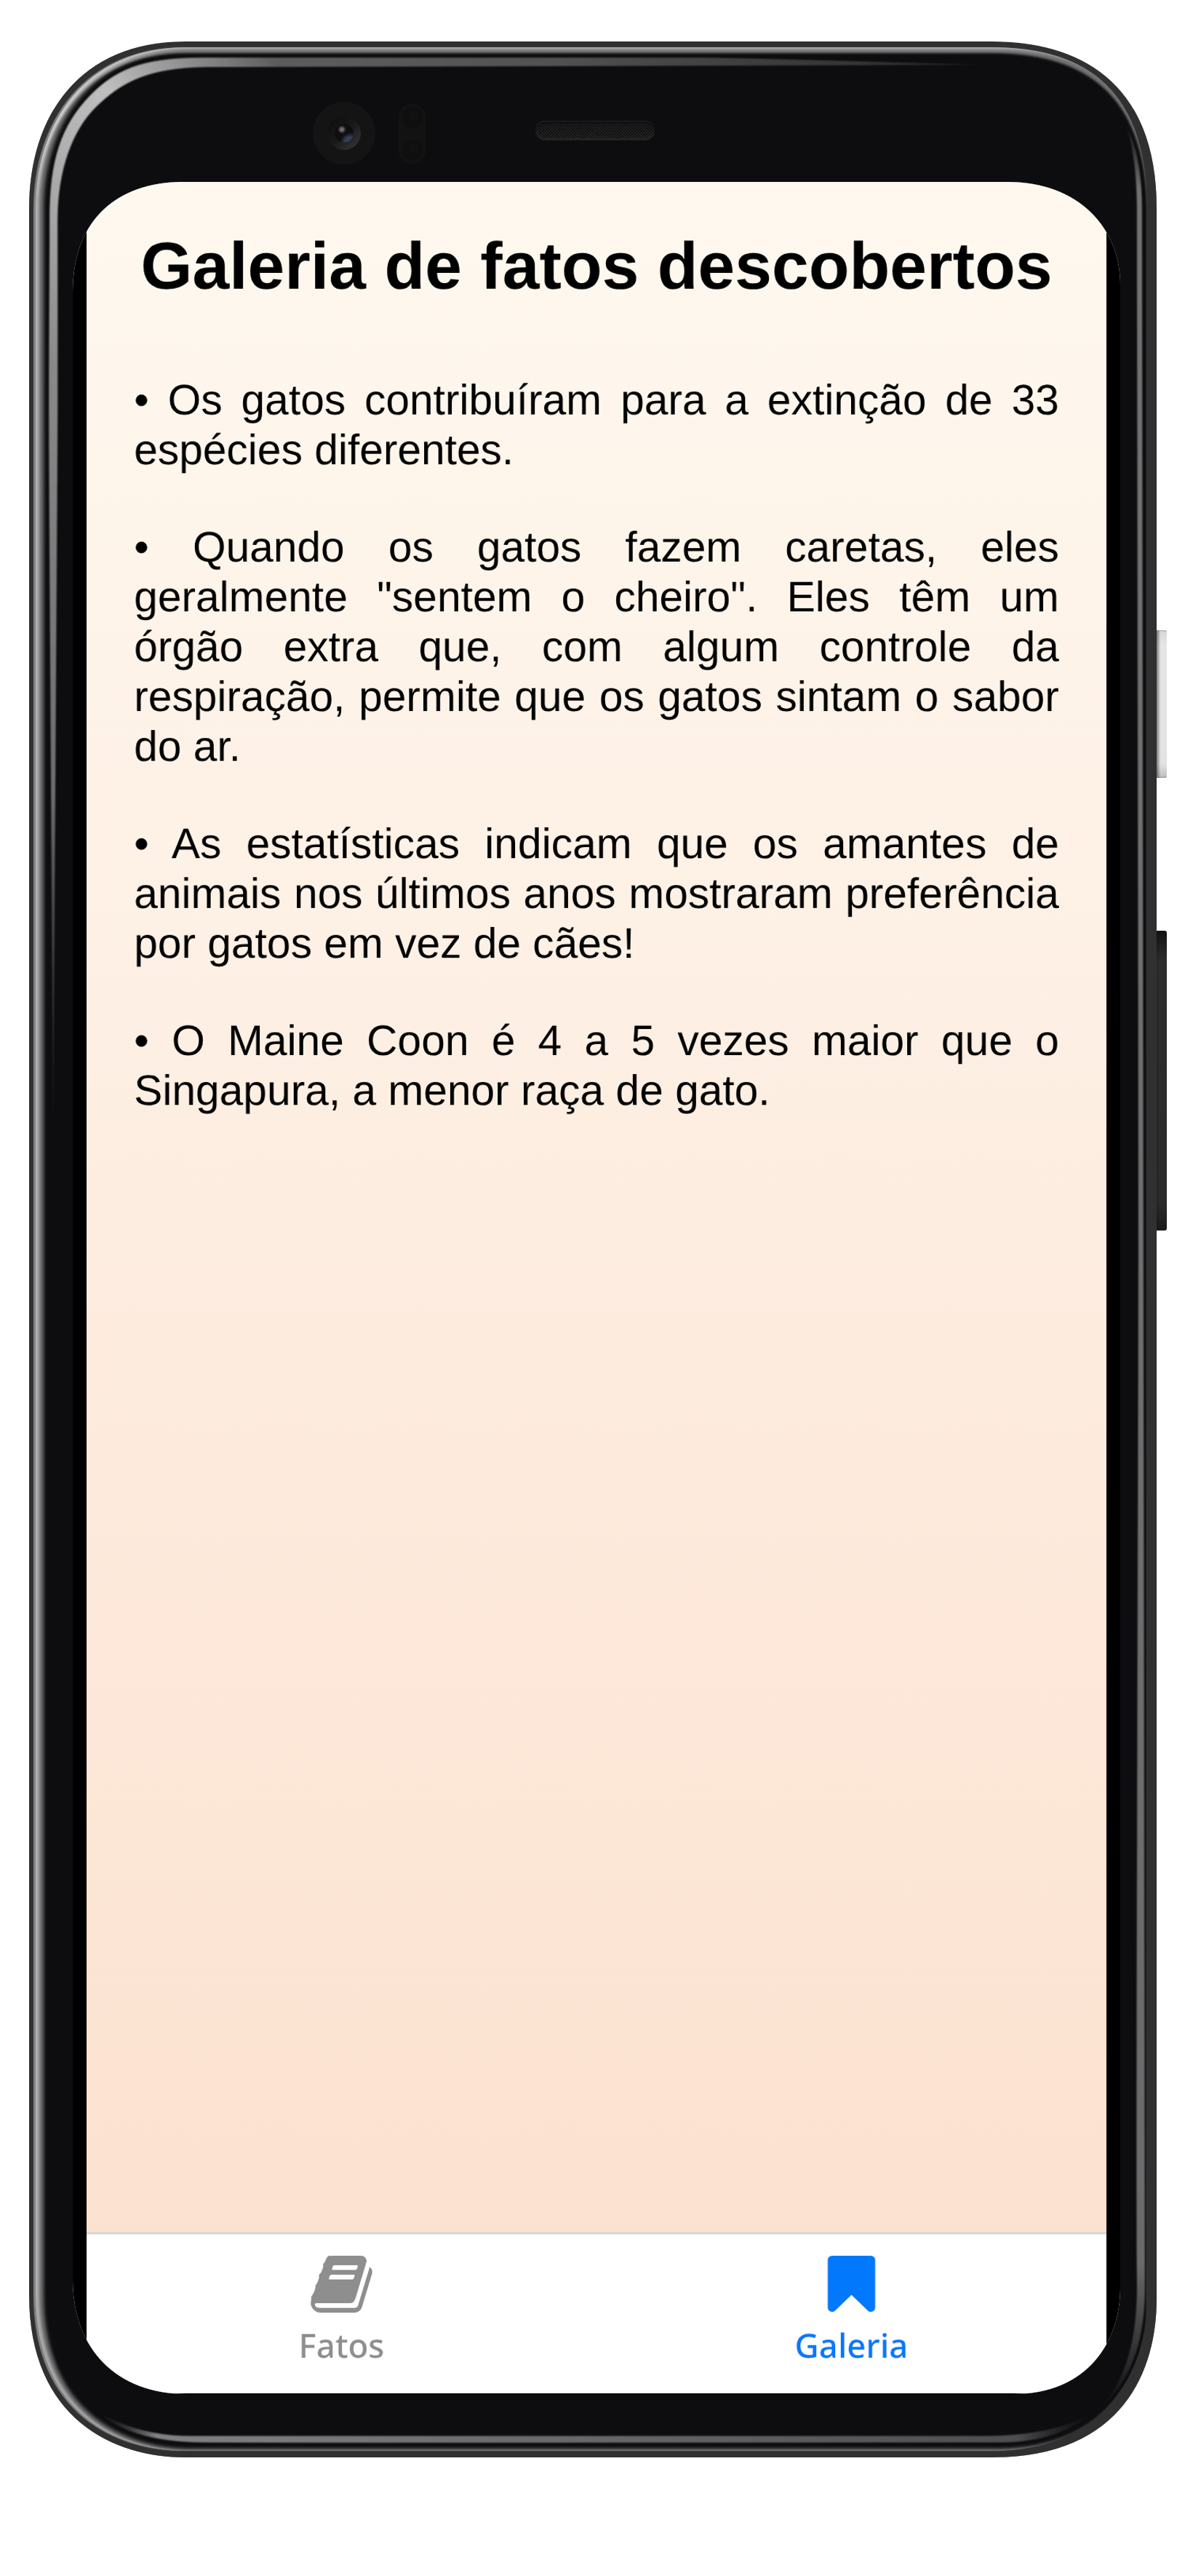 Galeria de fatos descobertos
• Os gatos contribuíram para a extinção de 33
espécies diferentes.
• Quando os gatos fazem caretas, eles
geralmente "sentem o cheiro". Eles têm um
órgão extra que, com algum controle da
respiração, permite que os gatos sintam o sabor
do ar.
• As estatísticas indicam que os amantes de
animais nos últimos anos mostraram preferência
por gatos em vez de cães!
• O Maine Coon é 4 a 5 vezes maior que o
Singapura, a menor raça de gato.
Fatos
Galeria